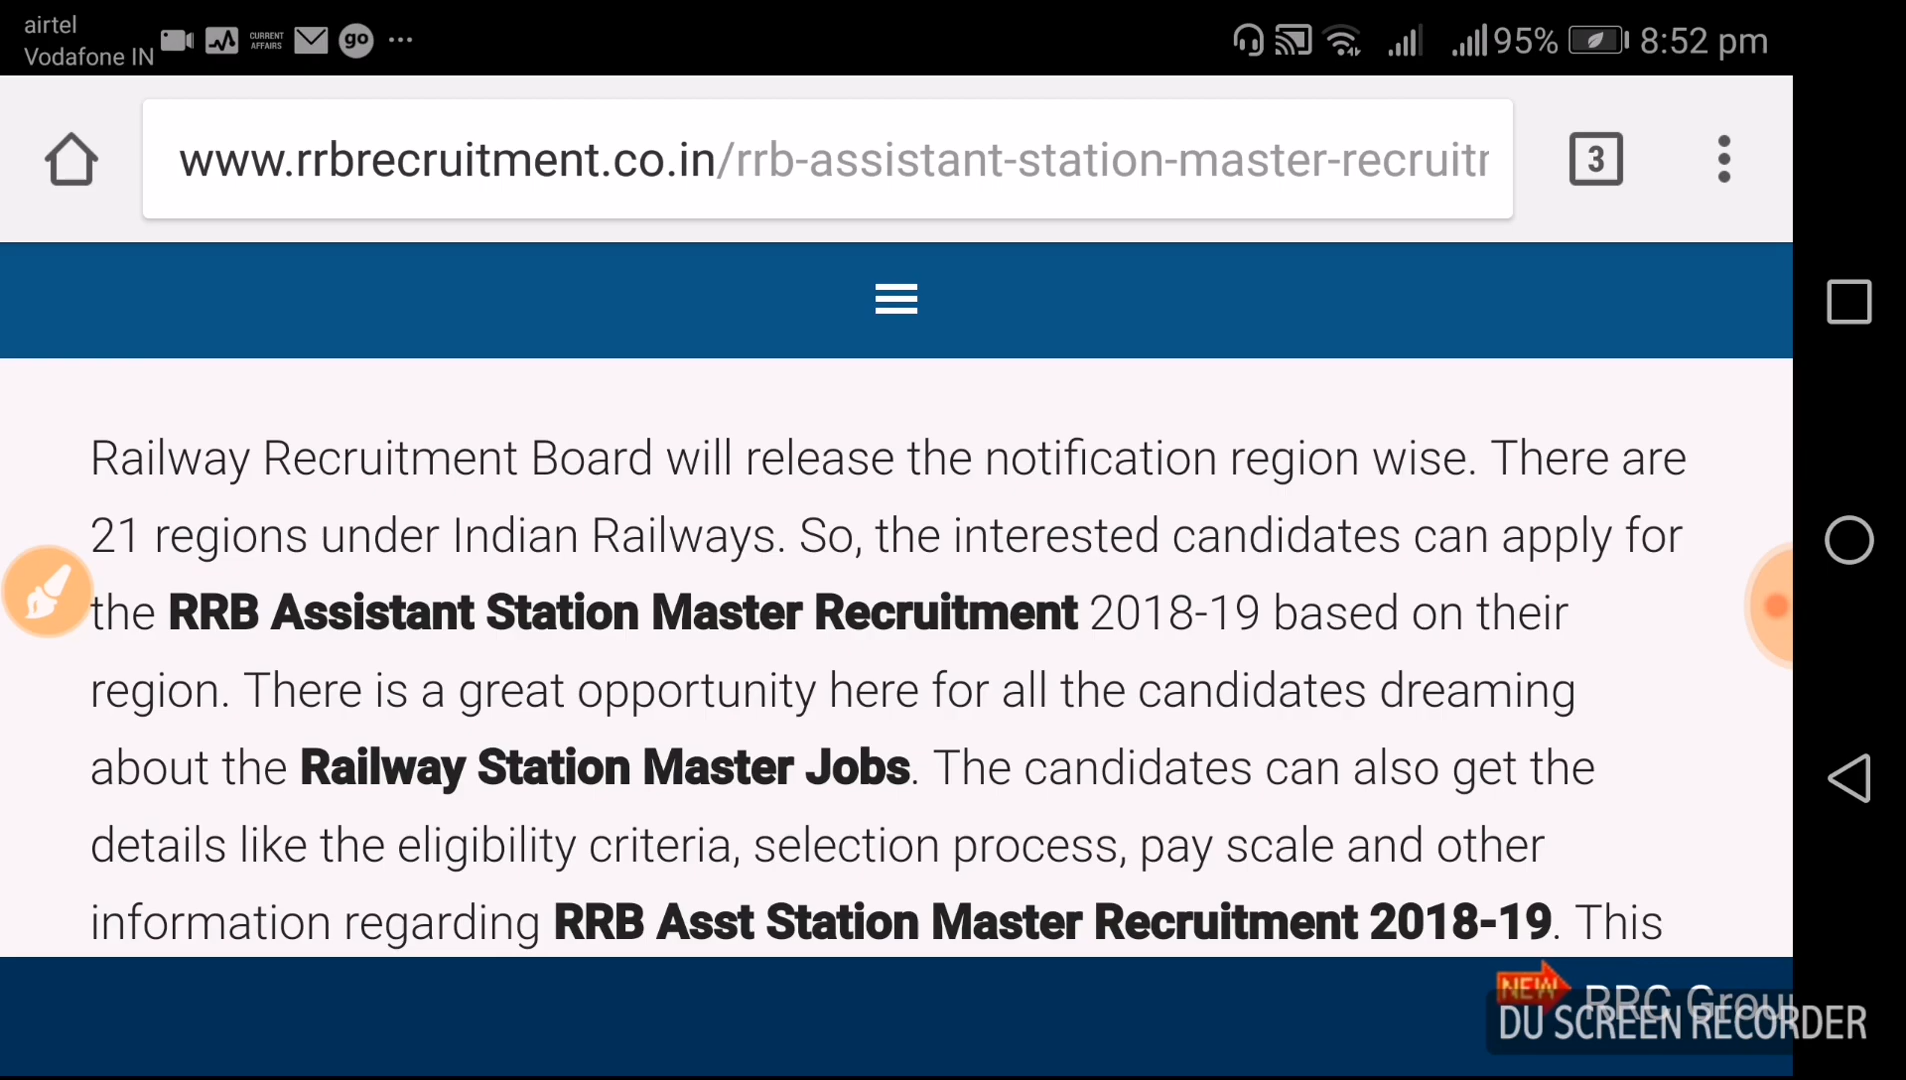 airtel
Vodafone IN CURRENT AFFAIRS go ... 95% 8:52 pm
www.rrbrecruitment.co.in/rrb-assistant-station-master-recruitr 3
Railway Recruitment Board will release the notification region wise. There are
21 regions under Indian Railways. So, the interested candidates can apply for
the RRB Assistant Station Master Recruitment 2018-19 based on their
region. There is a great opportunity here for all the candidates dreaming
about the Railway Station Master Jobs. The candidates can also get the
details like the eligibility criteria, selection process, pay scale and other
information regarding RRB Asst Station Master Recruitment 2018-19. This
NEW RRC Grou
DU SCREEN RECORDER